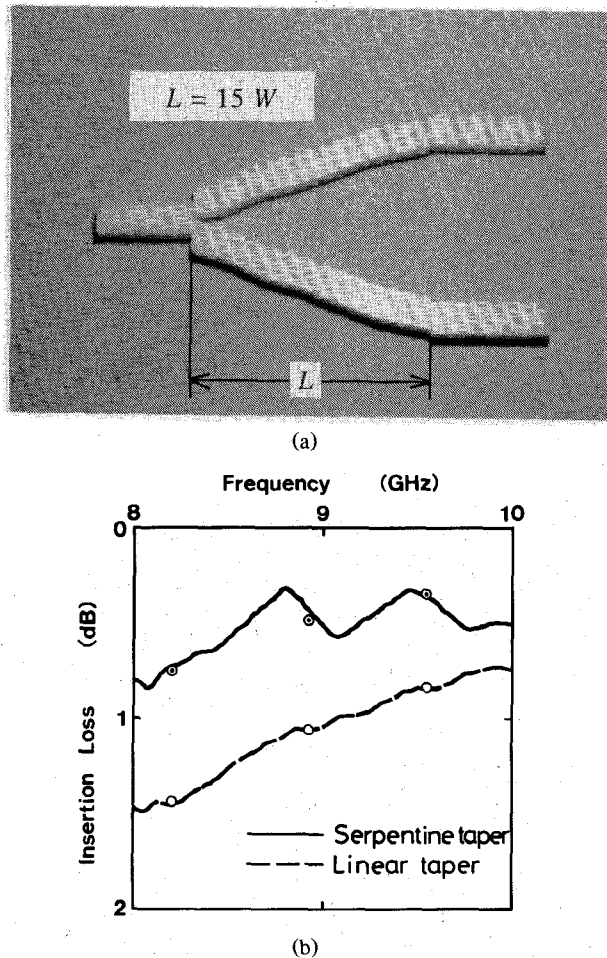 L = 15 W
L
(a)
Frequency (GHz)
8 9 10
0
1
2
Insertion Loss (dB)
Serpentine taper
Linear taper
(b)